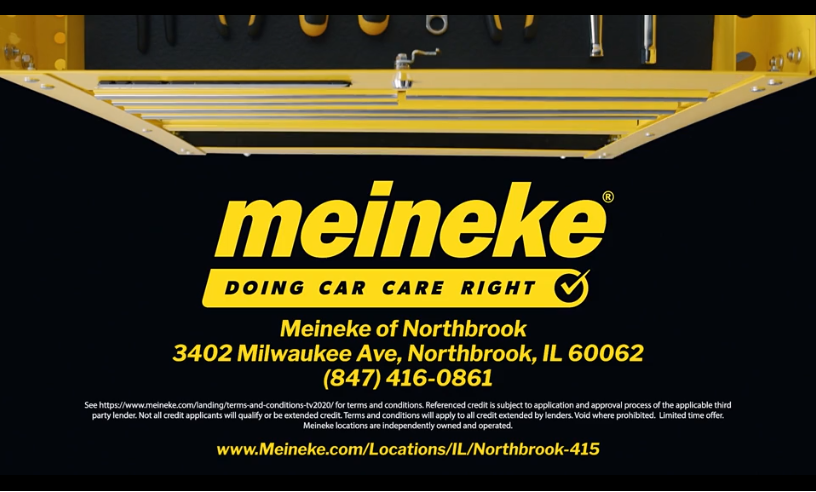 meineke®
DOING CAR CARE RIGHT
Meineke of Northbrook
3402 Milwaukee Ave, Northbrook, IL 60062
(847) 416-0861
See https://www.meineke.com/landing/terms-and-conditions-tv2020/ for terms and conditions. Referenced credit is subject to application and approval process of the applicable third
party lender. Not all credit applicants will qualify or be extended credit. Terms and conditions will apply to all credit extended by lenders. Void where prohibited. Limited time offer.
Meineke locations are independently owned and operated.
www.Meineke.com/Locations/IL/Northbrook-415